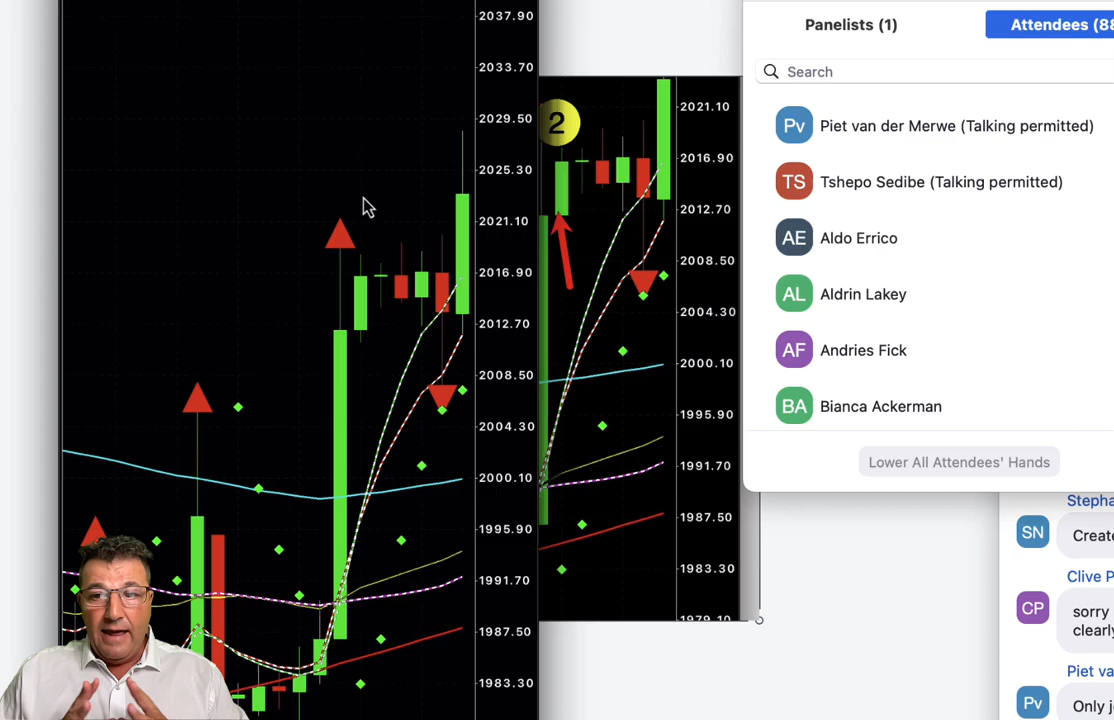 2037.90
2033.70
2029.50
2025.30
2021.10
2016.90
2012.70
2008.50
2004.30
2000.10
1995.90
1991.70
1987.50
1983.30
2
2021.10
2016.90
2012.70
2008.50
2004.30
2000.10
1995.90
1991.70
1987.50
1983.30
1979.10
Panelists (1)
Attendees (88
Search
Pv Piet van der Merwe (Talking permitted)
TS Tshepo Sedibe (Talking permitted)
AE Aldo Errico
AL Aldrin Lakey
AF Andries Fick
BA Bianca Ackerman
Lower All Attendees' Hands
Stepha
SN Create
Clive P
CP sorry
clearly
Piet va
Pv Only j